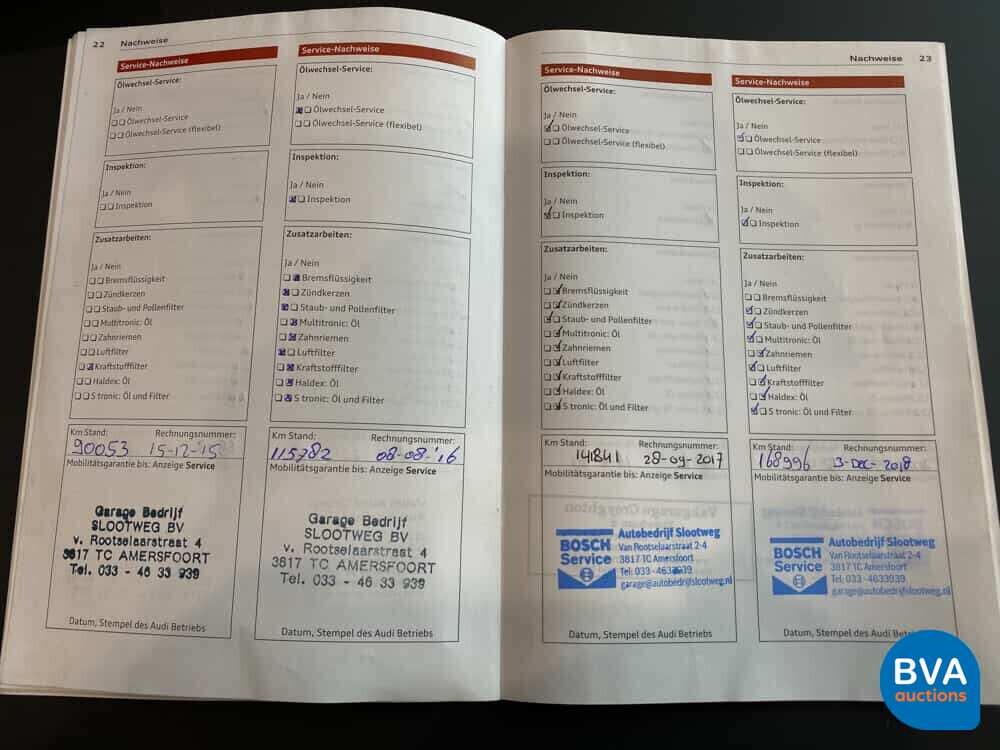 22 Nachweise
Service-Nachweise
Ölwechsel-Service:
Ja / Nein
Ölwechsel-Service
Ölwechsel-Service (flexibel)
Inspektion:
Ja / Nein
Inspektion
Zusatzarbeiten:
Ja / Nein
Bremsflüssigkeit
Zündkerzen
Staub- und Pollenfilter
Multitronic: Öl
Zahnriemen
Luftfilter
Kraftstofffilter
Haldex: Öl
S tronic: Öl und Filter
Km Stand: Rechnungsnummer:
90053 15-12-'15
Mobilitätsgarantie bis: Anzeige Service
Garage Bedrijf
SLOOTWEG BV
v. Rootselaarstraat 4
3817 TC AMERSFOORT
Tel. 033 - 46 33 939
Datum, Stempel des Audi Betriebs
Service-Nachweise
Ölwechsel-Service:
Ja / Nein
Ölwechsel-Service
Ölwechsel-Service (flexibel)
Inspektion:
Ja / Nein
Inspektion
Zusatzarbeiten:
Ja / Nein
Bremsflüssigkeit
Zündkerzen
Staub- und Pollenfilter
Multitronic: Öl
Zahnriemen
Luftfilter
Kraftstofffilter
Haldex: Öl
S tronic: Öl und Filter
Km Stand: Rechnungsnummer:
115782 08-08-'16
Mobilitätsgarantie bis: Anzeige Service
Garage Bedrijf
SLOOTWEG BV
v. Rootselaarstraat 4
3817 TC AMERSFOORT
Tel. 033 - 46 33 939
Datum, Stempel des Audi Betriebs
Nachweise 23
Service-Nachweise
Ölwechsel-Service:
Ja / Nein
Ölwechsel-Service
Ölwechsel-Service (flexibel)
Inspektion:
Ja / Nein
Inspektion
Zusatzarbeiten:
Ja / Nein
Bremsflüssigkeit
Zündkerzen
Staub- und Pollenfilter
Multitronic: Öl
Zahnriemen
Luftfilter
Kraftstofffilter
Haldex: Öl
S tronic: Öl und Filter
Km Stand: Rechnungsnummer:
141841 28-09-2017
Mobilitätsgarantie bis: Anzeige Service
BOSCH
Service
Autobedrijf Slootweg
Van Rootselaarstraat 2-4
3817 TC Amersfoort
Tel: 033-4633939
garage@autobedrijfslootweg.nl
Datum, Stempel des Audi Betriebs
Service-Nachweise
Ölwechsel-Service:
Ja / Nein
Ölwechsel-Service
Ölwechsel-Service (flexibel)
Inspektion:
Ja / Nein
Inspektion
Zusatzarbeiten:
Ja / Nein
Bremsflüssigkeit
Zündkerzen
Staub- und Pollenfilter
Multitronic: Öl
Zahnriemen
Luftfilter
Kraftstofffilter
Haldex: Öl
S tronic: Öl und Filter
Km Stand: Rechnungsnummer:
168996 3-DEC-2018
Mobilitätsgarantie bis: Anzeige Service
BOSCH
Service
Autobedrijf Slootweg
Van Rootselaarstraat 2-4
3817 TC Amersfoort
Tel: 033-4633939
garage@autobedrijfslootweg.nl
Datum, Stempel des Audi
BVA
auctions